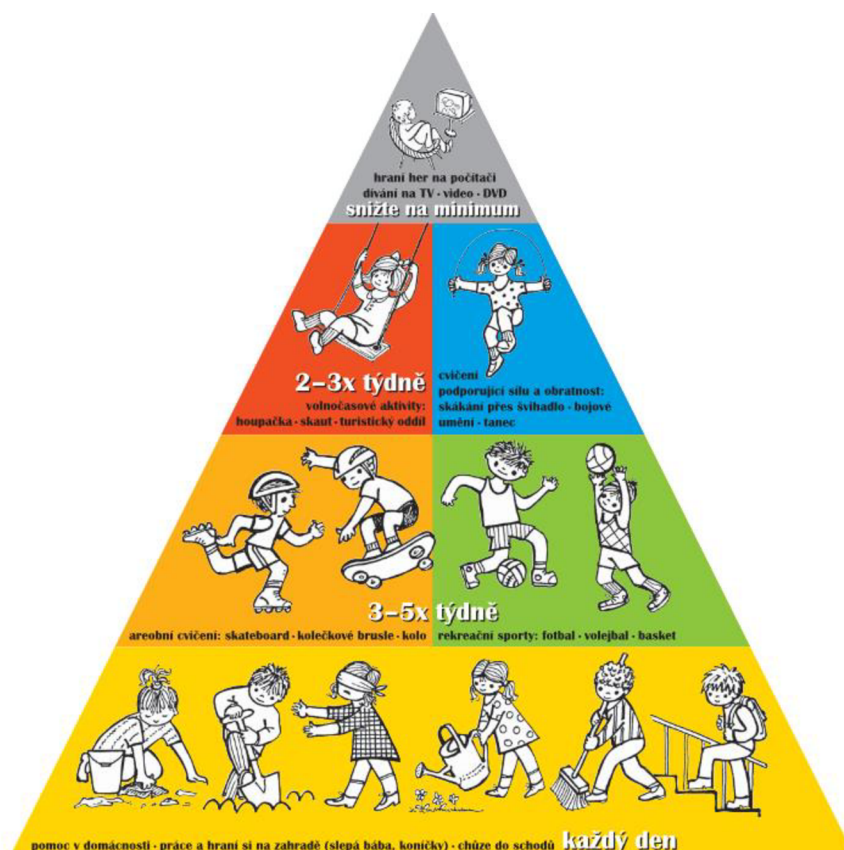 hraní her na počítači
dívání na TV · video · DVD
snižte na minimum
2–3x týdně
volnočasové aktivity:
houpačka · skaut · turistický oddíl
cvičení
podporující sílu a obratnost:
skákání přes švihadlo · bojové
umění · tanec
3–5x týdně
areobní cvičení: skateboard · kolečkové brusle · kolo
rekreační sporty: fotbal · volejbal · basket
pomoc v domácnosti · práce a hraní si na zahradě (slepá bába, koníčky) · chůze do schodů každý den